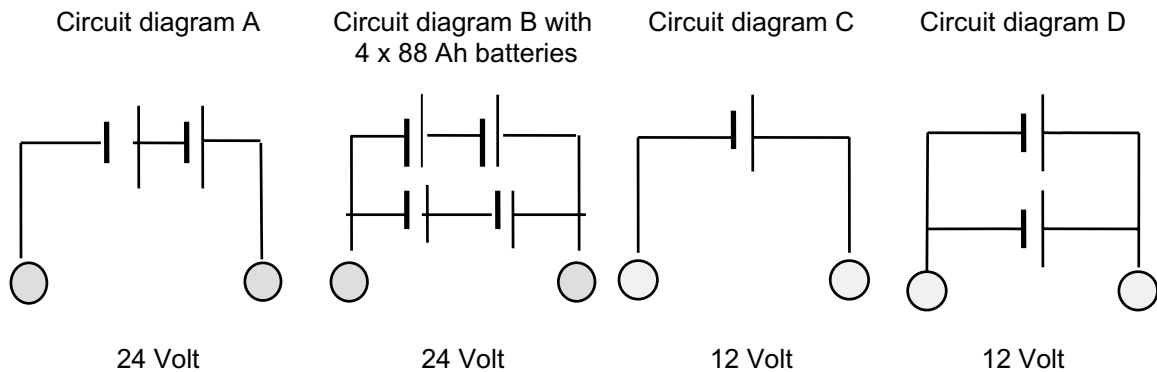 Circuit diagram A
Circuit diagram B with
4 x 88 Ah batteries
Circuit diagram C
Circuit diagram D
24 Volt
24 Volt
12 Volt
12 Volt